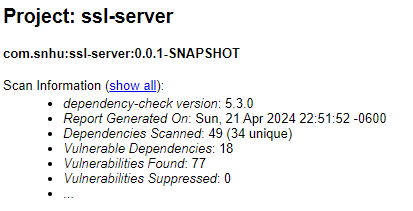 Project: ssl-server
com.snhu:ssl-server:0.0.1-SNAPSHOT
Scan Information (show all):
• dependency-check version: 5.3.0
• Report Generated On: Sun, 21 Apr 2024 22:51:52 -0600
• Dependencies Scanned: 49 (34 unique)
• Vulnerable Dependencies: 18
• Vulnerabilities Found: 77
• Vulnerabilities Suppressed: 0
• ...